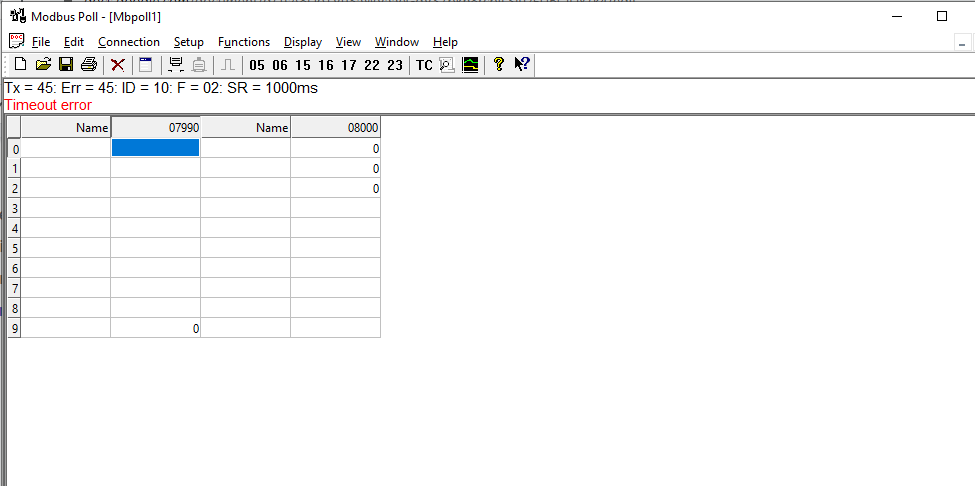 Modbus Poll - [Mbpoll1]
File Edit Connection Setup Functions Display View Window Help
05 06 15 16 17 22 23 TC
Tx = 45: Err = 45: ID = 10: F = 02: SR = 1000ms
Timeout error
Name 07990 Name 08000
0 0
1 0
2 0
3
4
5
6
7
8
9 0